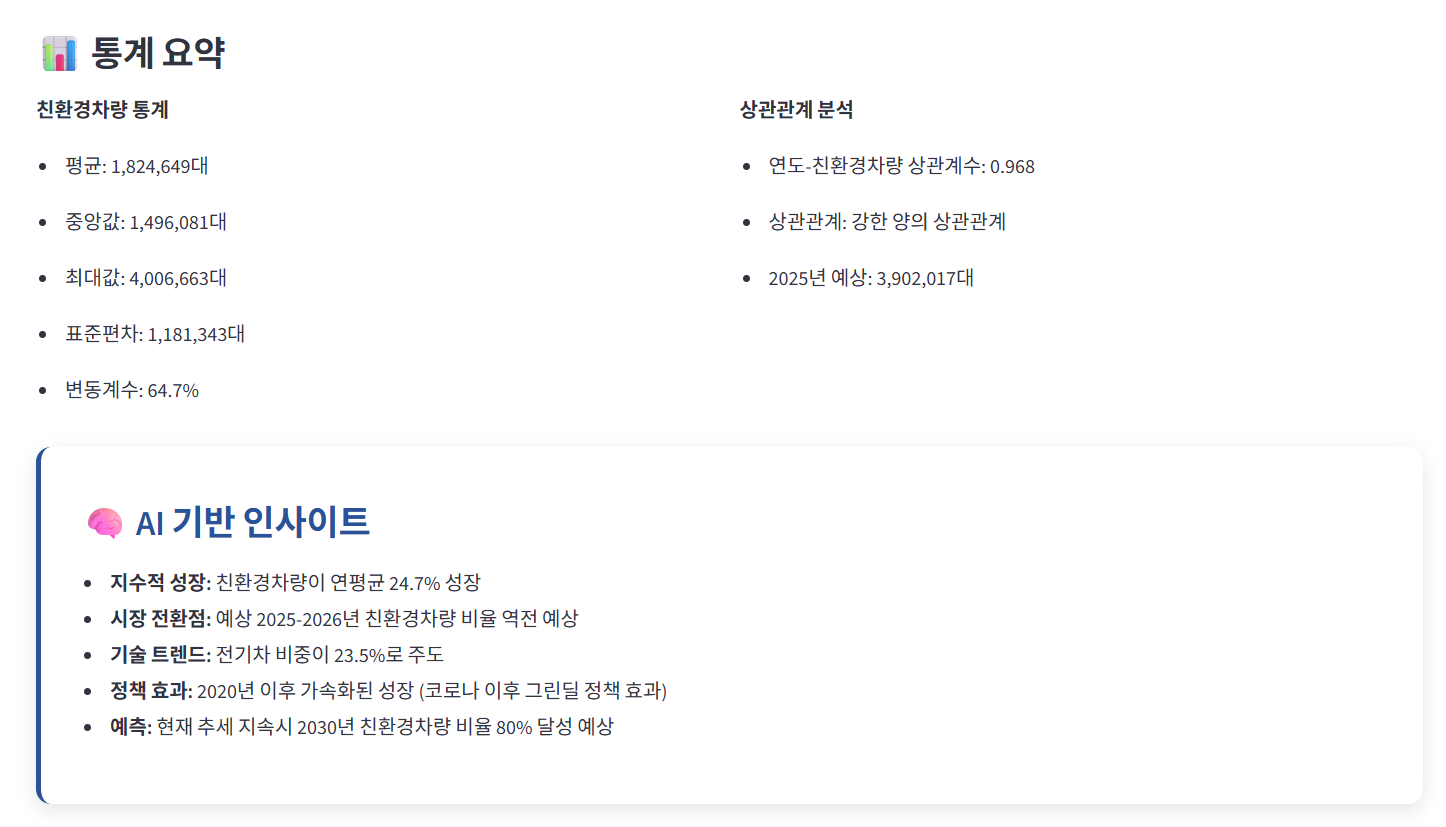 통계 요약
친환경차량 통계
평균: 1,824,649대
중앙값: 1,496,081대
최대값: 4,006,663대
표준편차: 1,181,343대
변동계수: 64.7%
상관관계 분석
연도-친환경차량 상관계수: 0.968
상관관계: 강한 양의 상관관계
2025년 예상: 3,902,017대
AI 기반 인사이트
지수적 성장: 친환경차량이 연평균 24.7% 성장
시장 전환점: 예상 2025-2026년 친환경차량 비율 역전 예상
기술 트렌드: 전기차 비중이 23.5%로 주도
정책 효과: 2020년 이후 가속화된 성장 (코로나 이후 그린딜 정책 효과)
예측: 현재 추세 지속시 2030년 친환경차량 비율 80% 달성 예상